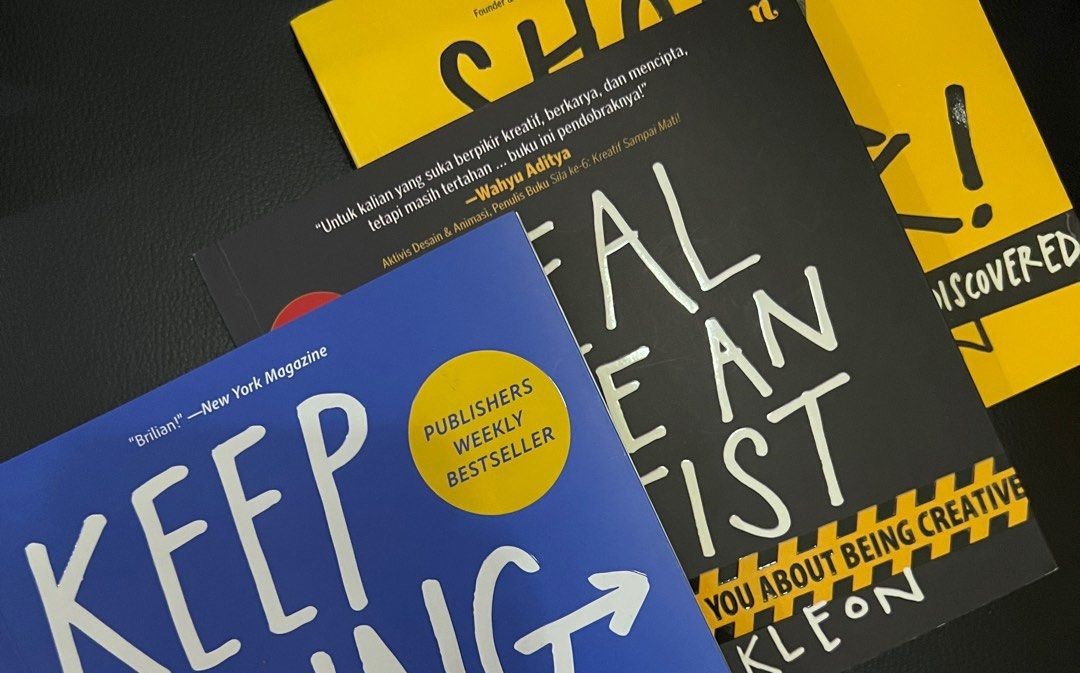 Founder &
SHO
K!
DISCOVERED
n
"Untuk kalian yang suka berpikir kreatif, berkarya, dan mencipta,
tetapi masih tertahan ... buku ini pendobraknya!"
—Wahyu Aditya
Aktivis Desain & Animasi, Penulis Buku Sila ke-6: Kreatif Sampai Mati!
EAL
E AN
TIST
YOU ABOUT BEING CREATIVE
KLEON
"Brilian!" —New York Magazine
PUBLISHERS
WEEKLY
BESTSELLER
KEEP
ING